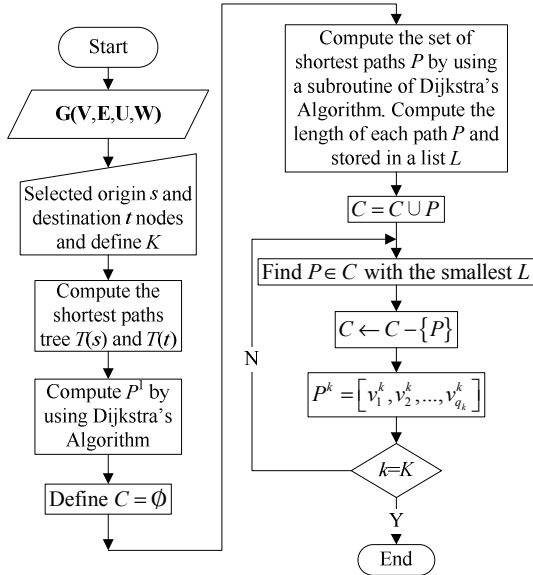 Start
G(V,E,U,W)
Selected origin s and
destination t nodes
and define K
Compute the
shortest paths
tree T(s) and T(t)
Compute P¹ by
using Dijkstra's
Algorithm
Define C = ∅
Compute the set of
shortest paths P by using
a subroutine of Dijkstra's
Algorithm. Compute the
length of each path P and
stored in a list L
C = C ∪ P
Find P ∈ C with the smallest L
C ← C − {P}
P^k = [v_1^k, v_2^k, ..., v_{q_k}^k]
N
k=K
Y
End